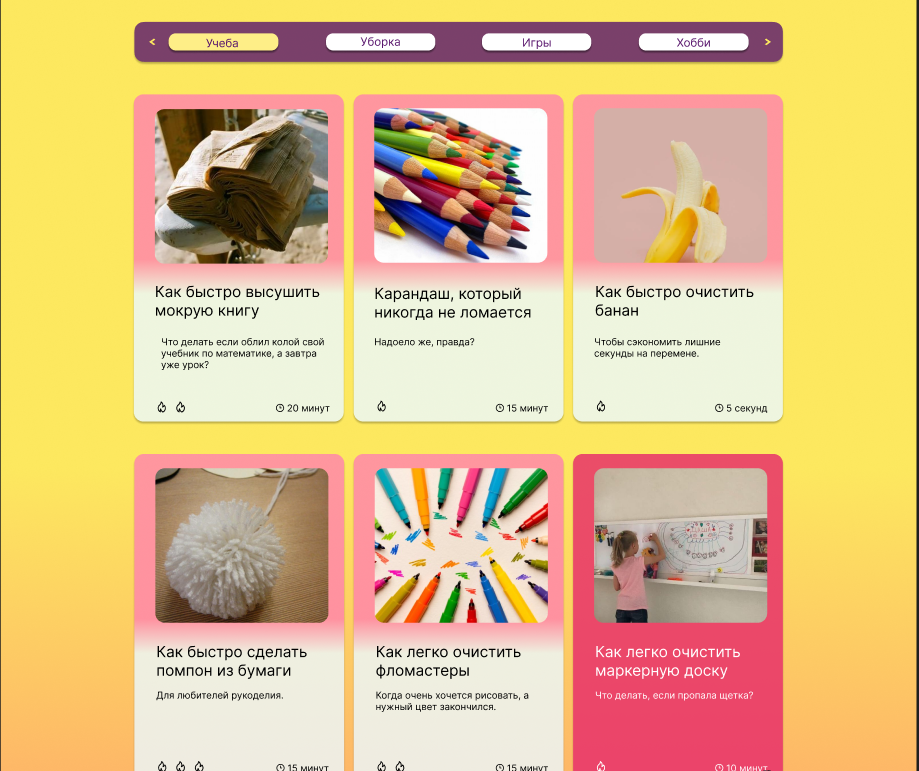 < Учеба Уборка Игры Хобби >
Как быстро высушить
мокрую книгу
Что делать если облил колой свой
учебник по математике, а завтра
уже урок?
20 минут
Карандаш, который
никогда не ломается
Надоело же, правда?
15 минут
Как быстро очистить
банан
Чтобы сэкономить лишние
секунды на перемене.
5 секунд
Как быстро сделать
помпон из бумаги
Для любителей рукоделия.
15 минут
Как легко очистить
фломастеры
Когда очень хочется рисовать, а
нужный цвет закончился.
15 минут
Как легко очистить
маркерную доску
Что делать, если пропала щетка?
10 минут